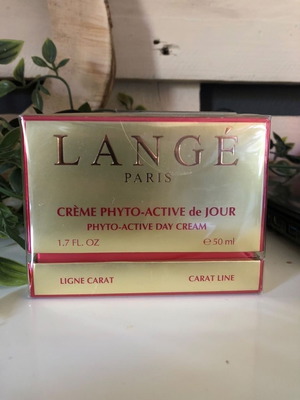 LANGÉ
PARIS
CRÈME PHYTO-ACTIVE de JOUR
PHYTO-ACTIVE DAY CREAM
1.7 FL. OZ ℮ 50 ml
LIGNE CARAT CARAT LINE